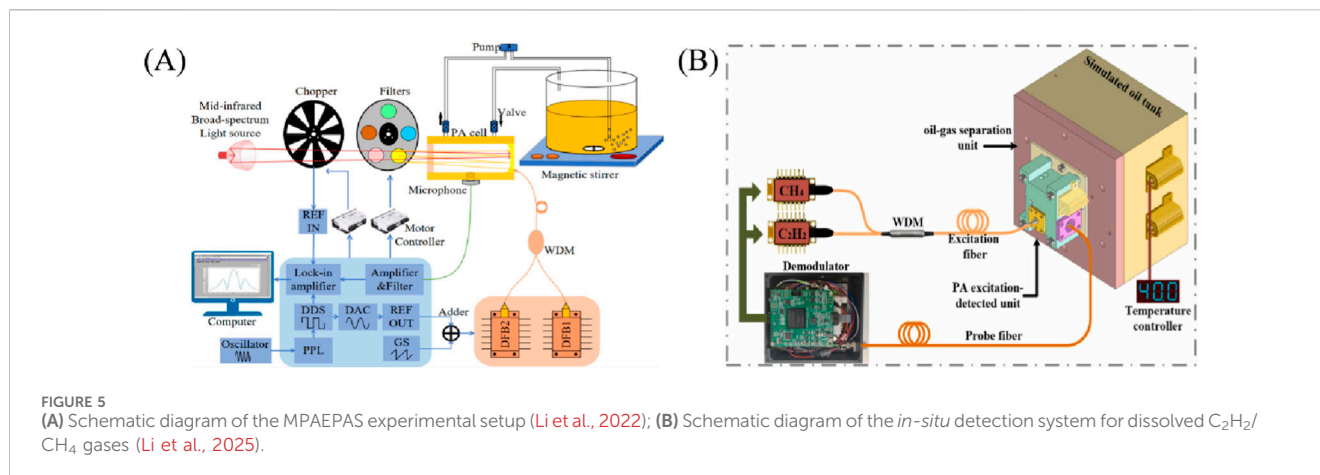 (A)
Pump
Chopper
Filters
Mid-infrared
Broad-spectrum
Light source
Valve
PA cell
Magnetic stirrer
Microphone
REF
IN
Motor
Controller
WDM
Lock-in
amplifier
Amplifier
&Filter
Computer
DDS
DAC
REF
OUT
Adder
Oscillator
PPL
GS
DFB2
DFB1
(B)
Simulated oil tank
oil-gas separation
unit
CH₄
C₂H₂
WDM
Excitation
fiber
Demodulator
PA excitation-
detected unit
40.0
Temperature
controller
Probe fiber
FIGURE 5
(A) Schematic diagram of the MPAEPAS experimental setup (Li et al., 2022); (B) Schematic diagram of the in-situ detection system for dissolved C₂H₂/
CH₄ gases (Li et al., 2025).